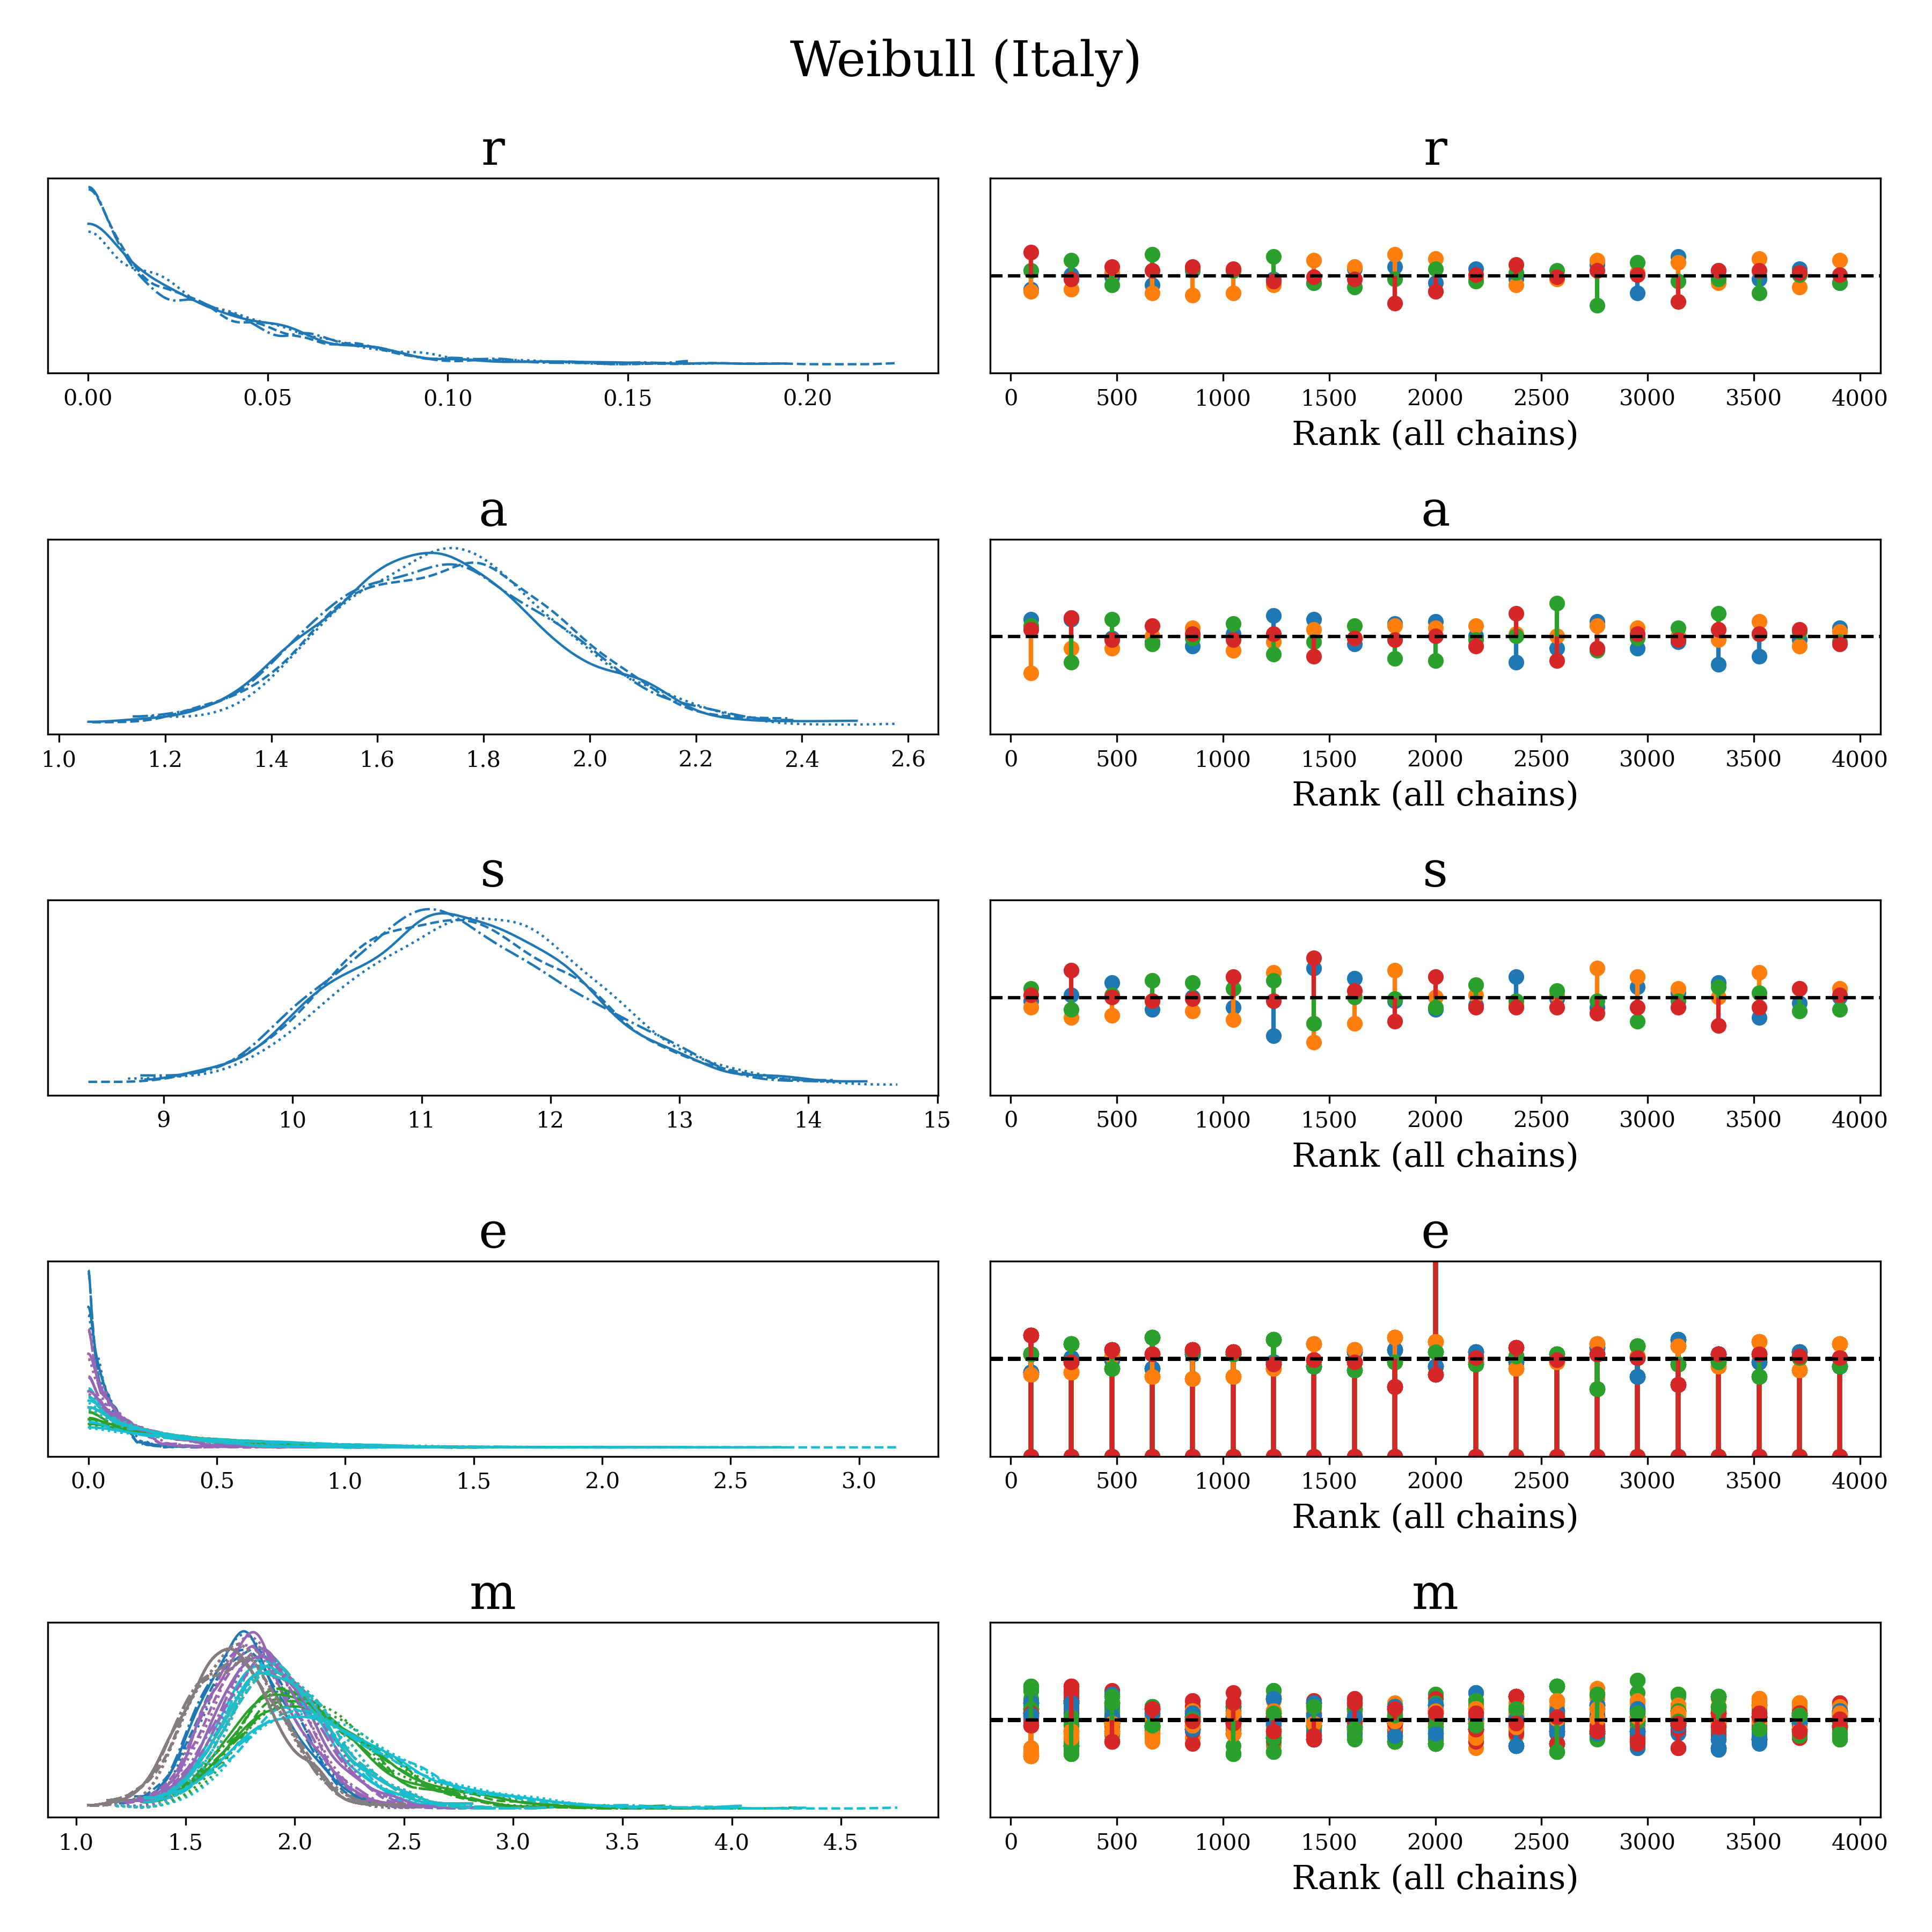 Weibull (Italy)
r r
0.00 0.05 0.10 0.15 0.20 0 500 1000 1500 2000 2500 3000 3500 4000
Rank (all chains)
a a
1.0 1.2 1.4 1.6 1.8 2.0 2.2 2.4 2.6 0 500 1000 1500 2000 2500 3000 3500 4000
Rank (all chains)
s s
9 10 11 12 13 14 15 0 500 1000 1500 2000 2500 3000 3500 4000
Rank (all chains)
e e
0.0 0.5 1.0 1.5 2.0 2.5 3.0 0 500 1000 1500 2000 2500 3000 3500 4000
Rank (all chains)
m m
1.0 1.5 2.0 2.5 3.0 3.5 4.0 4.5 0 500 1000 1500 2000 2500 3000 3500 4000
Rank (all chains)